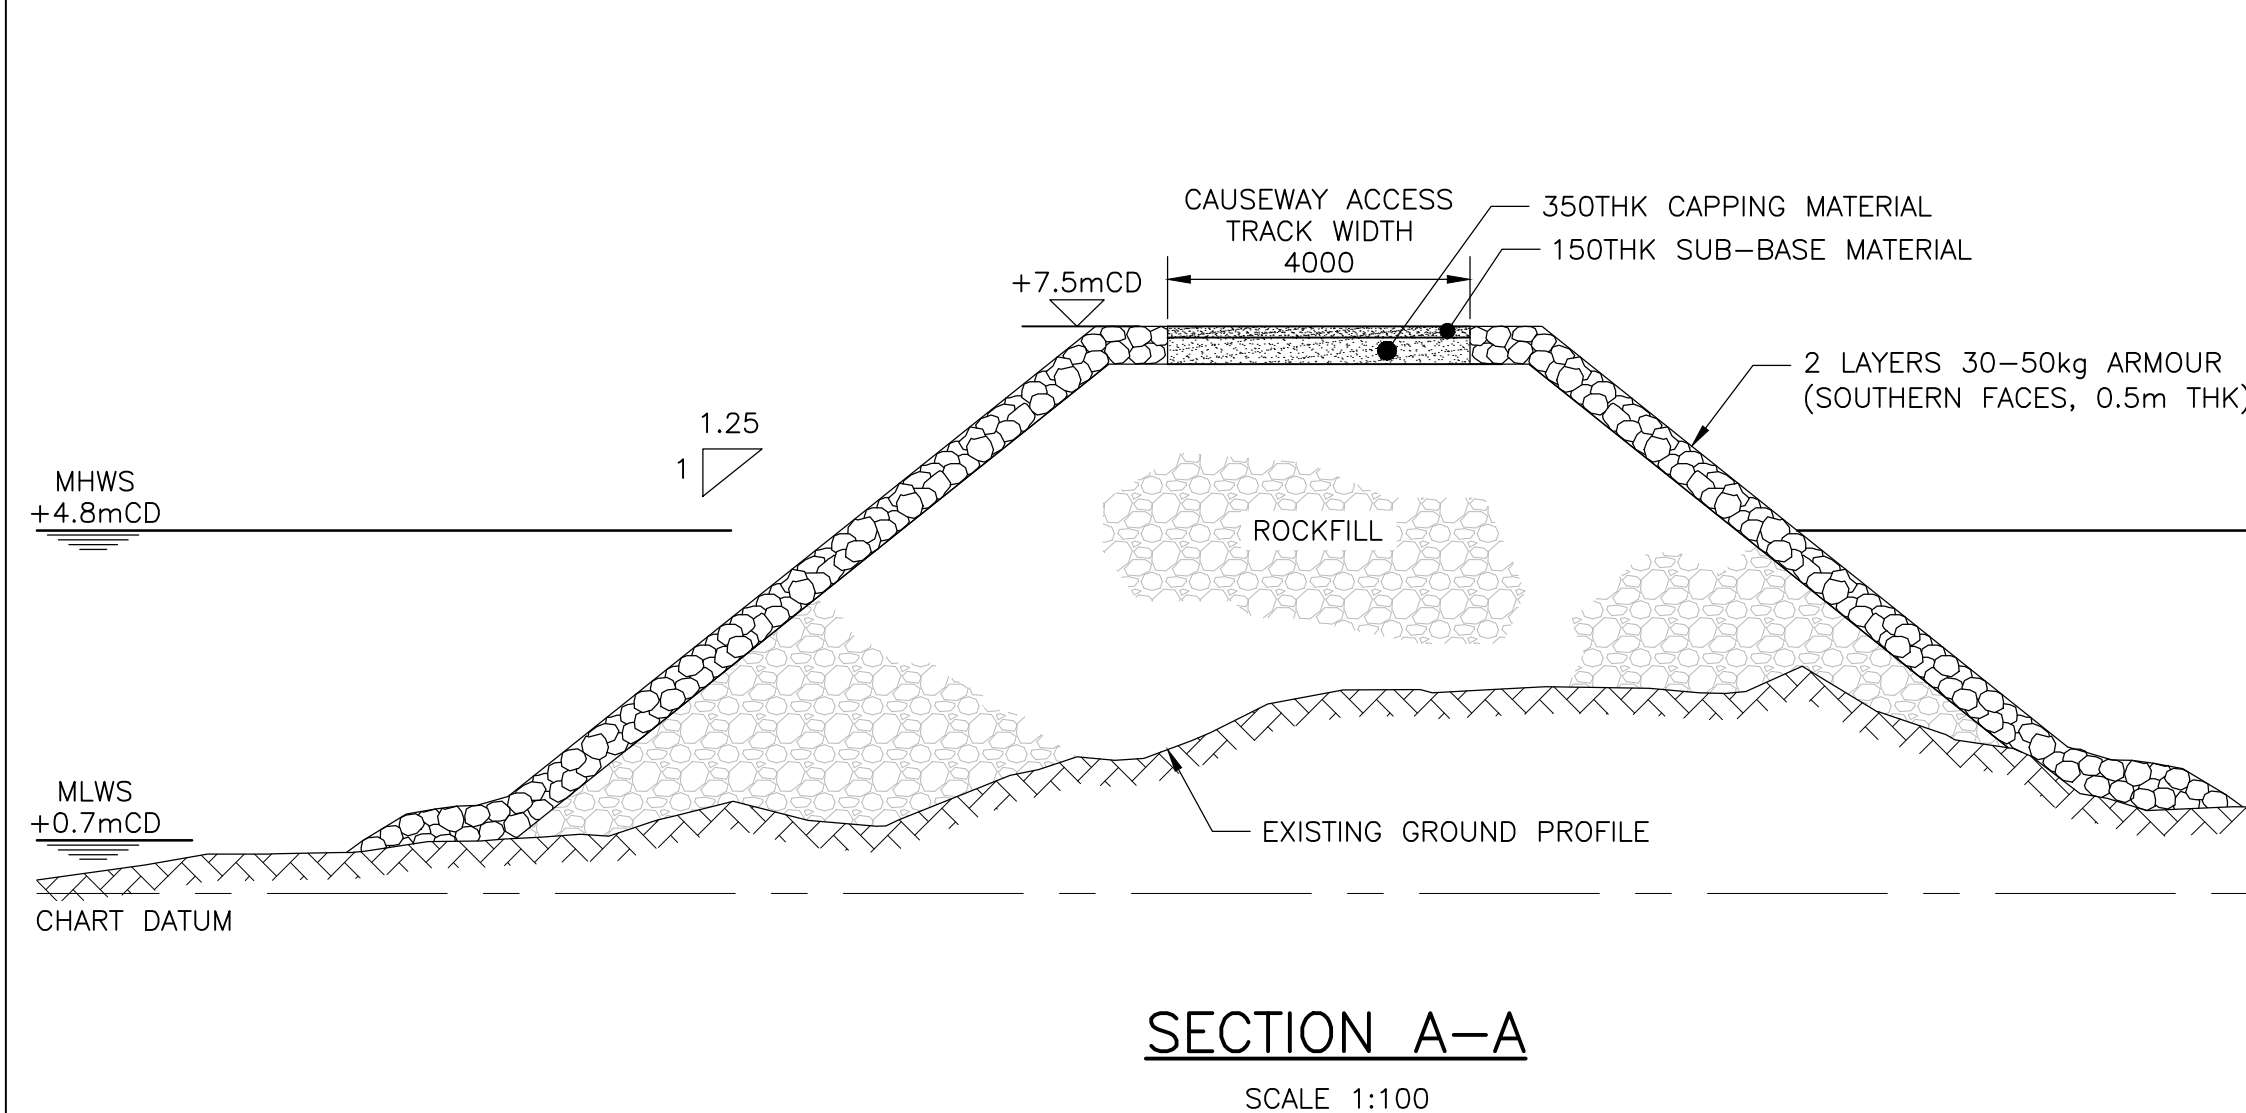 CAUSEWAY ACCESS
TRACK WIDTH
4000
350THK CAPPING MATERIAL
150THK SUB-BASE MATERIAL
+7.5mCD
2 LAYERS 30-50kg ARMOUR
(SOUTHERN FACES, 0.5m THK)
1.25
1
MHWS
+4.8mCD
ROCKFILL
MLWS
+0.7mCD
EXISTING GROUND PROFILE
CHART DATUM
SECTION A-A
SCALE 1:100